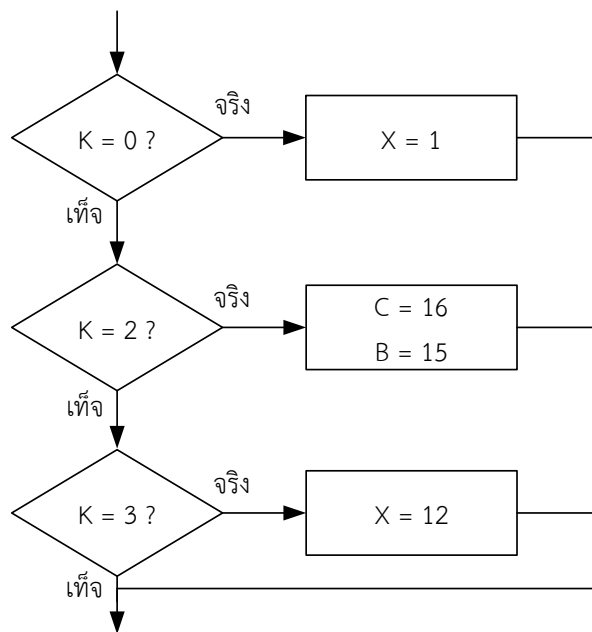 จริง
K = 0 ?
X = 1
เท็จ
จริง
K = 2 ?
C = 16
B = 15
เท็จ
จริง
K = 3 ?
X = 12
เท็จ